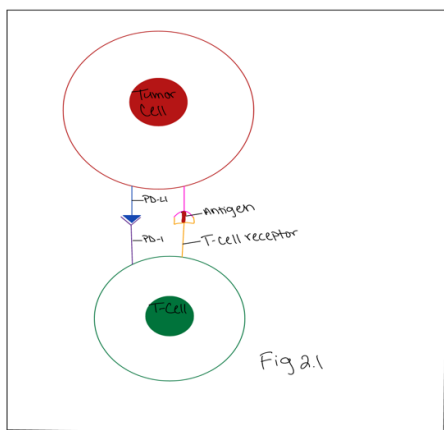 Tumor
Cell
PD-L1
Antigen
PD-1
T-cell receptor
T-Cell
Fig 2.1